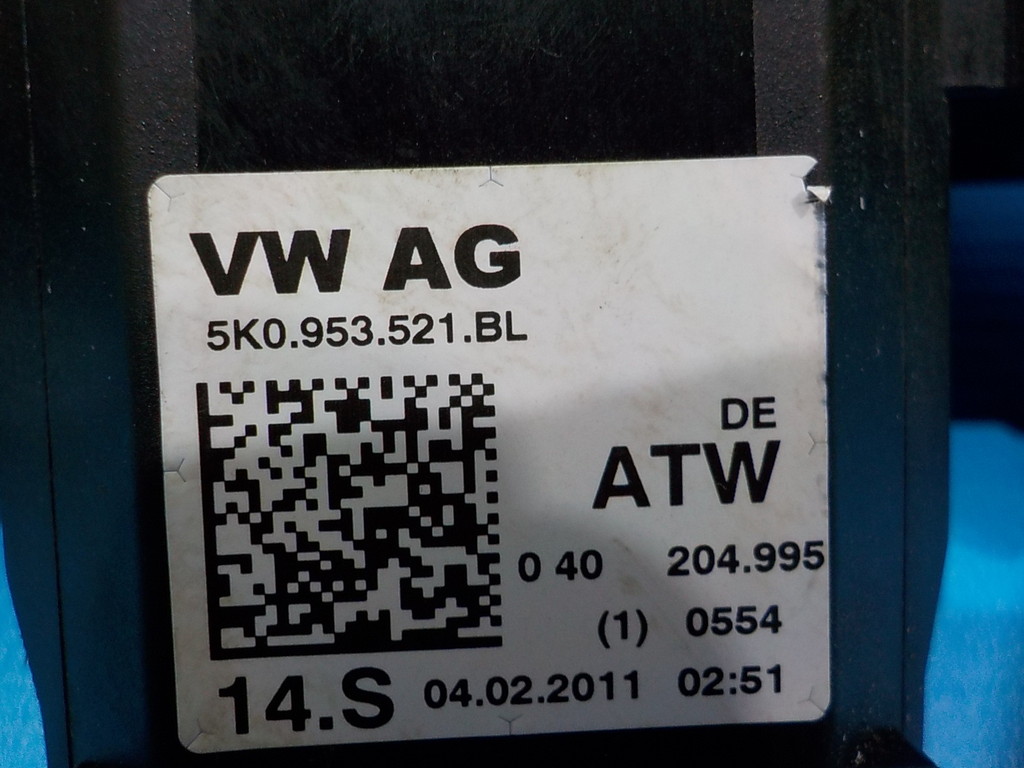 VW AG
5K0.953.521.BL
DE
ATW
0 40 204.995
(1) 0554
14.S 04.02.2011 02:51